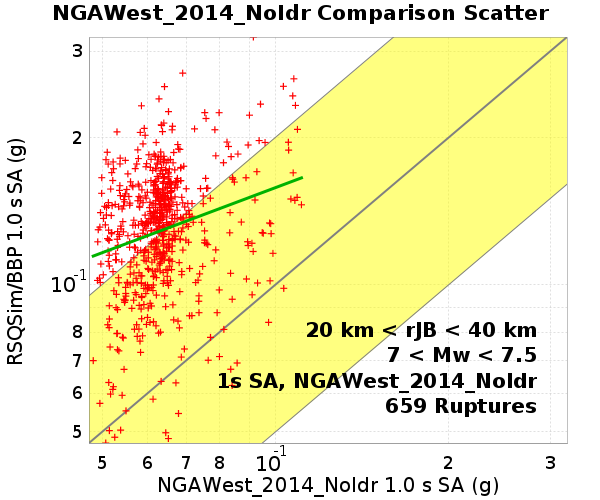 NGAWest_2014_NoIdr Comparison Scatter
RSQSim/BBP 1.0 s SA (g)
3
2
10⁻¹
8
7
6
5
20 km < rJB < 40 km
7 < Mw < 7.5
1s SA, NGAWest_2014_NoIdr
659 Ruptures
5 6 7 8 10⁻¹ 2 3
NGAWest_2014_NoIdr 1.0 s SA (g)